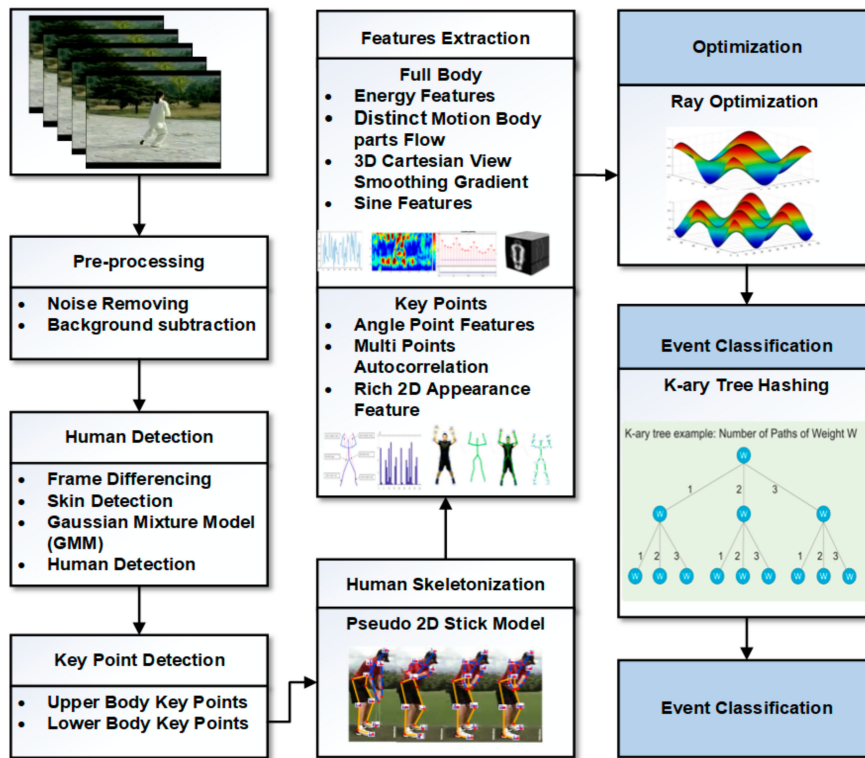 Pre-processing
Noise Removing
Background subtraction
Human Detection
Frame Differencing
Skin Detection
Gaussian Mixture Model
(GMM)
Human Detection
Key Point Detection
Upper Body Key Points
Lower Body Key Points
Human Skeletonization
Pseudo 2D Stick Model
Features Extraction
Full Body
Energy Features
Distinct Motion Body
parts Flow
3D Cartesian View
Smoothing Gradient
Sine Features
Key Points
Angle Point Features
Multi Points
Autocorrelation
Rich 2D Appearance
Feature
Optimization
Ray Optimization
Event Classification
K-ary Tree Hashing
K-ary tree example: Number of Paths of Weight W
W
1 2 3
W W W
1 2 3 1 2 3 1 2 3
W W W W W W W W W
Event Classification